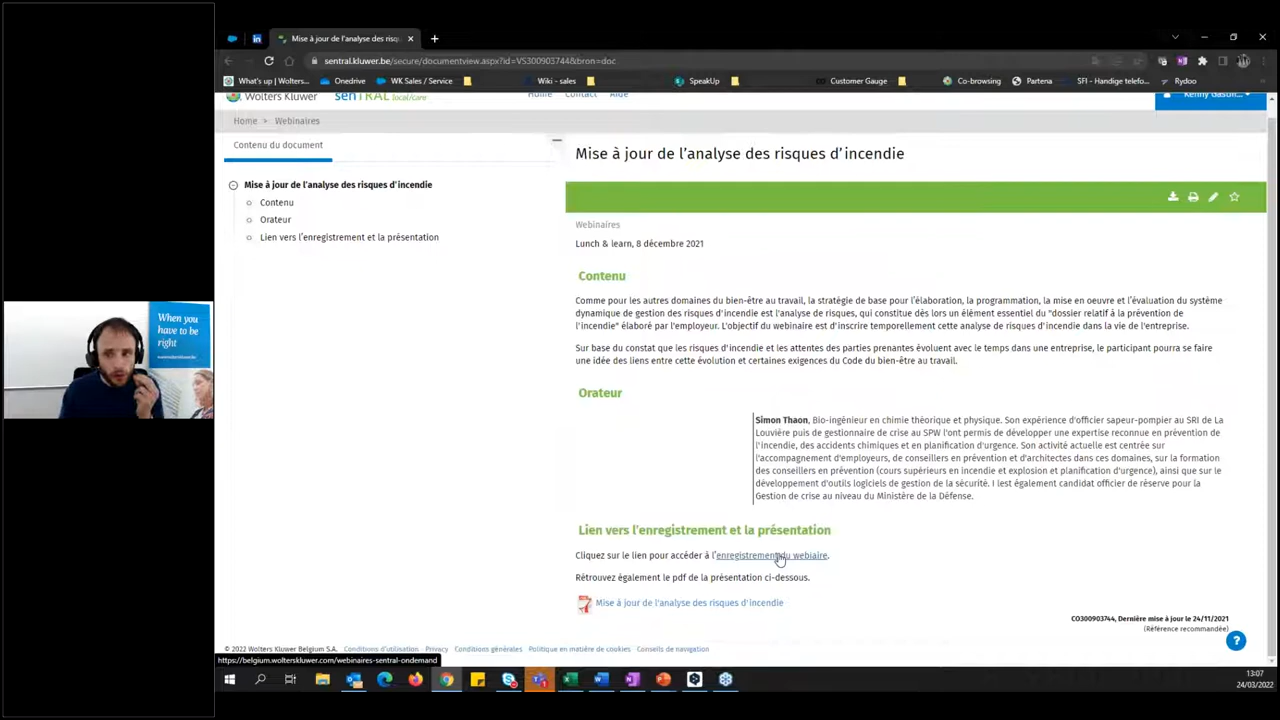 Mise à jour de l'analyse des risq
sentral.kluwer.be/secure/documentview.aspx?id=VS300903744&bron=doc
What's up | Wolters...
Onedrive
WK Sales / Service
Wiki - sales
SpeakUp
Customer Gauge
Co-browsing
Partena
SFI - Handige telefo...
Rydoo
Wolters Kluwer
senTRAL
Home
Contact
Aide
Home > Webinaires
Contenu du document
Mise à jour de l'analyse des risques d'incendie
Contenu
Orateur
Lien vers l'enregistrement et la présentation
Mise à jour de l'analyse des risques d'incendie
Webinaires
Lunch & learn, 8 décembre 2021
Contenu
Comme pour les autres domaines du bien-être au travail, la stratégie de base pour l'élaboration, la programmation, la mise en oeuvre et l'évaluation du système
dynamique de gestion des risques d'incendie est l'analyse de risques, qui constitue dès lors un élément essentiel du "dossier relatif à la prévention de
l'incendie" élaboré par l'employeur. L'objectif du webinaire est d'inscrire temporellement cette analyse de risques d'incendie dans la vie de l'entreprise.
Sur base du constat que les risques d'incendie et les attentes des parties prenantes évoluent avec le temps dans une entreprise, le participant pourra se faire
une idée des liens entre cette évolution et certaines exigences du Code du bien-être au travail.
Orateur
Simon Thaon, Bio-ingénieur en chimie théorique et physique. Son expérience d'officier sapeur-pompier au SRI de La
Louvière puis de gestionnaire de crise au SPW l'ont permis de développer une expertise reconnue en prévention de
l'incendie, des accidents chimiques et en planification d'urgence. Son activité actuelle est centrée sur
l'accompagnement d'employeurs, de conseillers en prévention et d'architectes dans ces domaines, sur la formation
des conseillers en prévention (cours supérieurs en incendie et explosion et planification d'urgence), ainsi que sur le
développement d'outils logiciels de gestion de la sécurité. I lest également candidat officier de réserve pour la
Gestion de crise au niveau du Ministère de la Défense.
Lien vers l'enregistrement et la présentation
Cliquez sur le lien pour accéder à l'enregistrement du webiaire.
Rétrouvez également le pdf de la présentation ci-dessous.
Mise à jour de l'analyse des risques d'incendie
CO300903744, Dernière mise à jour le 24/11/2021
(Référence recommandée)
© 2022 Wolters Kluwer Belgium S.A.
Conditions d'utilisation
Privacy
Conditions générales
Politique en matière de cookies
Conseils de navigation
https://belgium.wolterskluwer.com/webinaires-sentral-ondemand
13:07
24/03/2022
When you
have to be
right